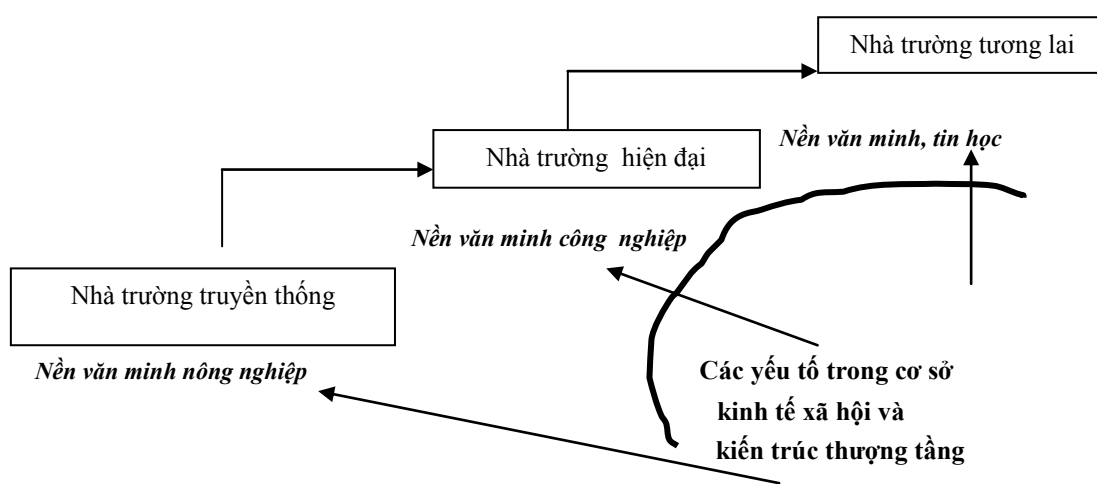 Nhà trường tương lai
Nền văn minh, tin học
Nhà trường hiện đại
Nền văn minh công nghiệp
Nhà trường truyền thống
Nền văn minh nông nghiệp
Các yếu tố trong cơ sở
kinh tế xã hội và
kiến trúc thượng tầng